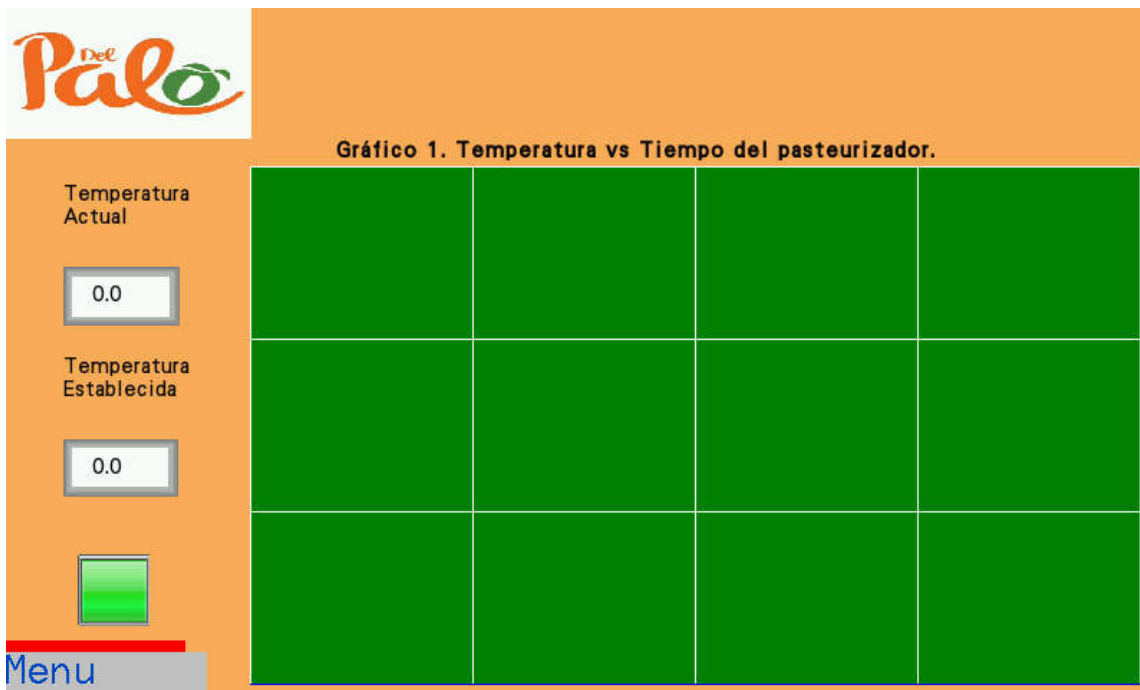 Del
Palo
Gráfico 1. Temperatura vs Tiempo del pasteurizador.
Temperatura
Actual
0.0
Temperatura
Establecida
0.0
Menu